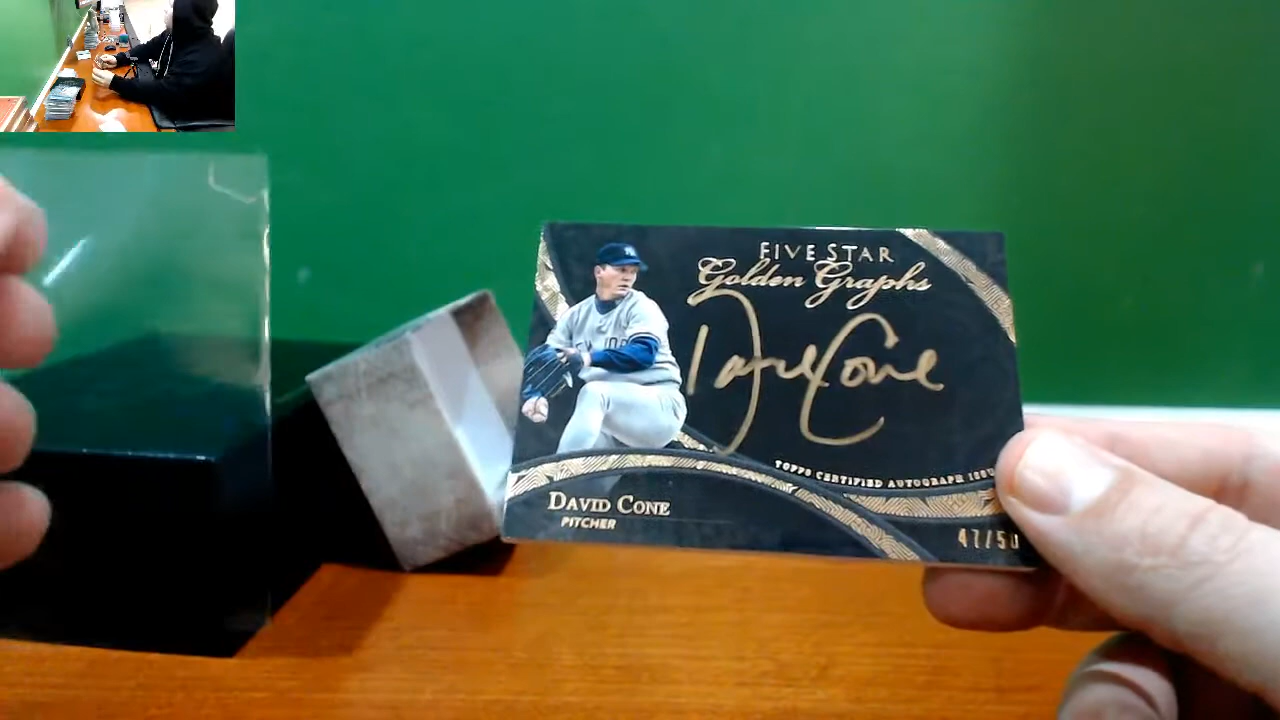 FIVE STAR
Golden Graphs
David Cone
TOPPS CERTIFIED AUTOGRAPH
DAVID CONE
PITCHER
47/50